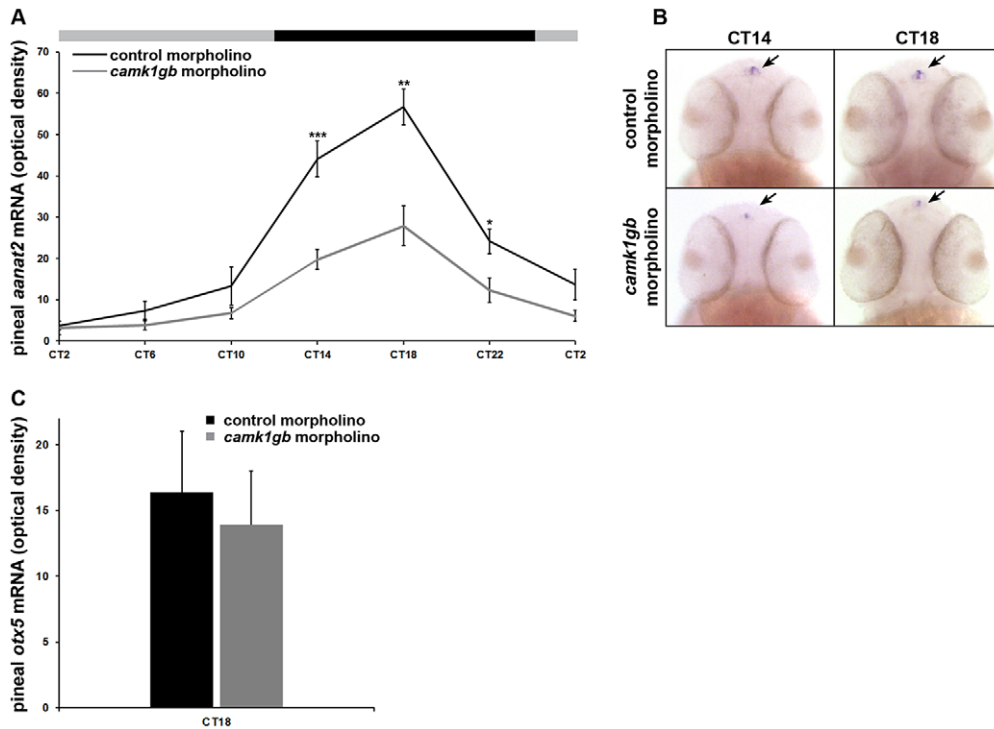 A
control morpholino
camk1gb morpholino
pineal aanat2 mRNA (optical density)
70
60
50
40
30
20
10
0
***
**
*
CT2 CT6 CT10 CT14 CT18 CT22 CT2
B
CT14 CT18
control morpholino
camk1gb morpholino
C
control morpholino
camk1gb morpholino
pineal otx5 mRNA (optical density)
20
15
10
5
0
CT18